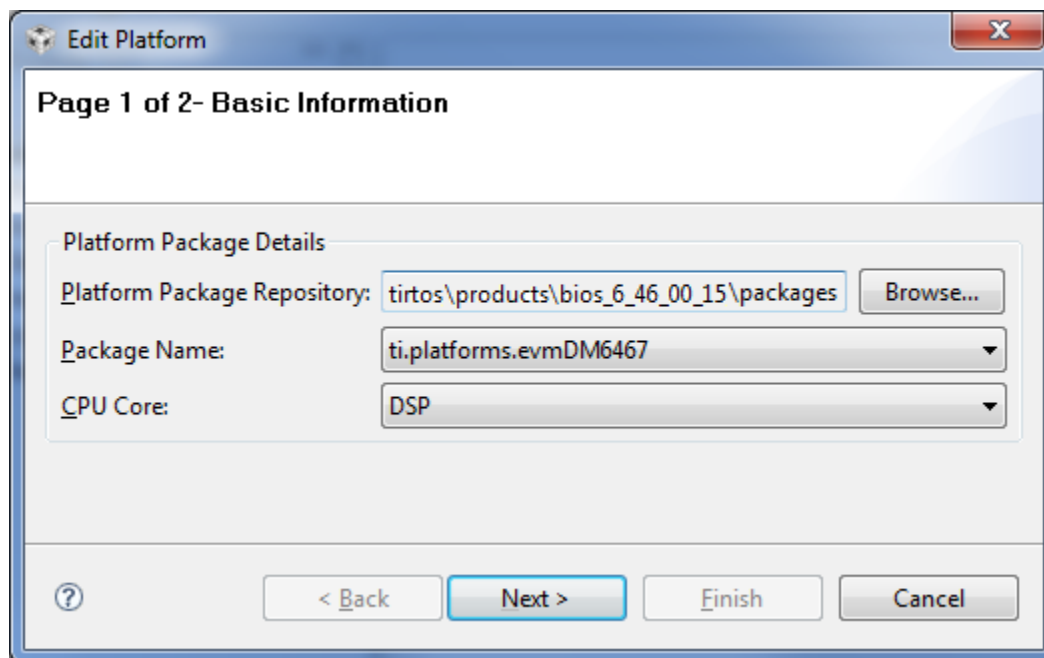 Edit Platform
X
Page 1 of 2- Basic Information
Platform Package Details
Platform Package Repository: tirtos\products\bios_6_46_00_15\packages Browse...
Package Name: ti.platforms.evmDM6467
CPU Core: DSP
? < Back Next > Finish Cancel